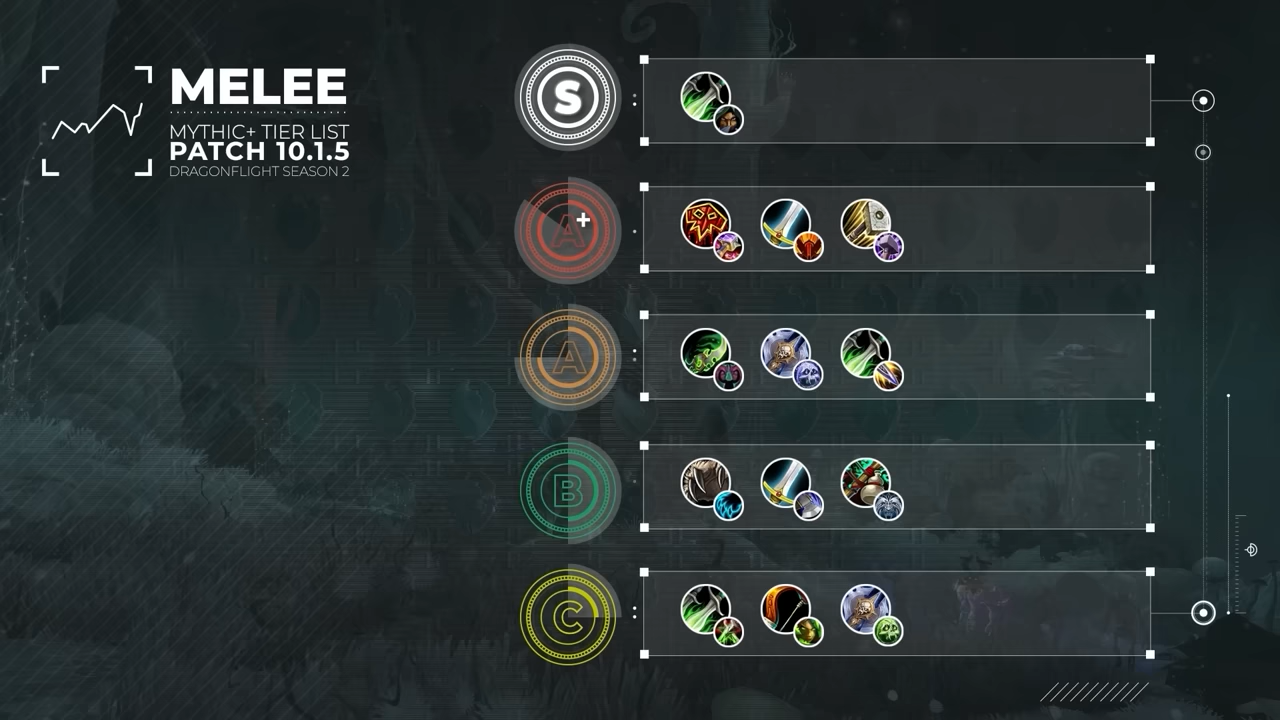 MELEE
MYTHIC+ TIER LIST
PATCH 10.1.5
DRAGONFLIGHT SEASON 2
S
A+
A
B
C